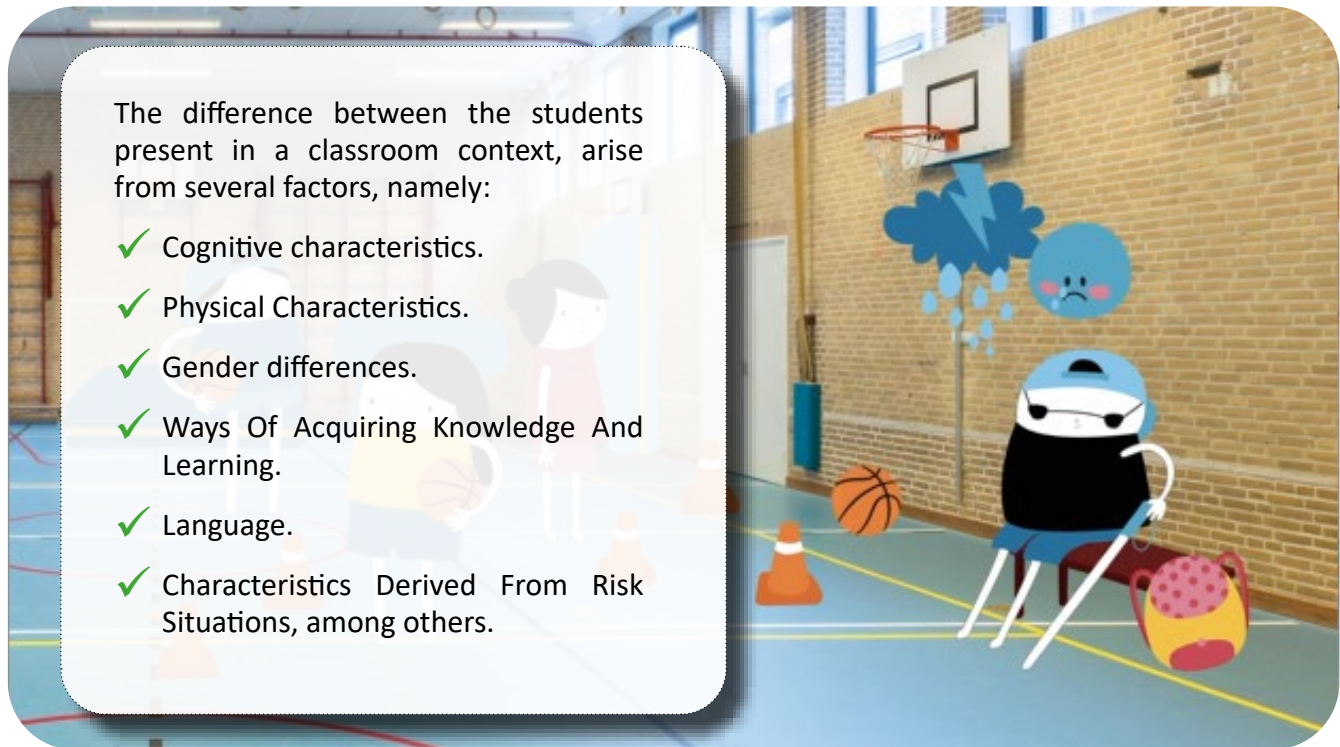 The difference between the students
present in a classroom context, arise
from several factors, namely:
Cognitive characteristics.
Physical Characteristics.
Gender differences.
Ways Of Acquiring Knowledge And
Learning.
Language.
Characteristics Derived From Risk
Situations, among others.